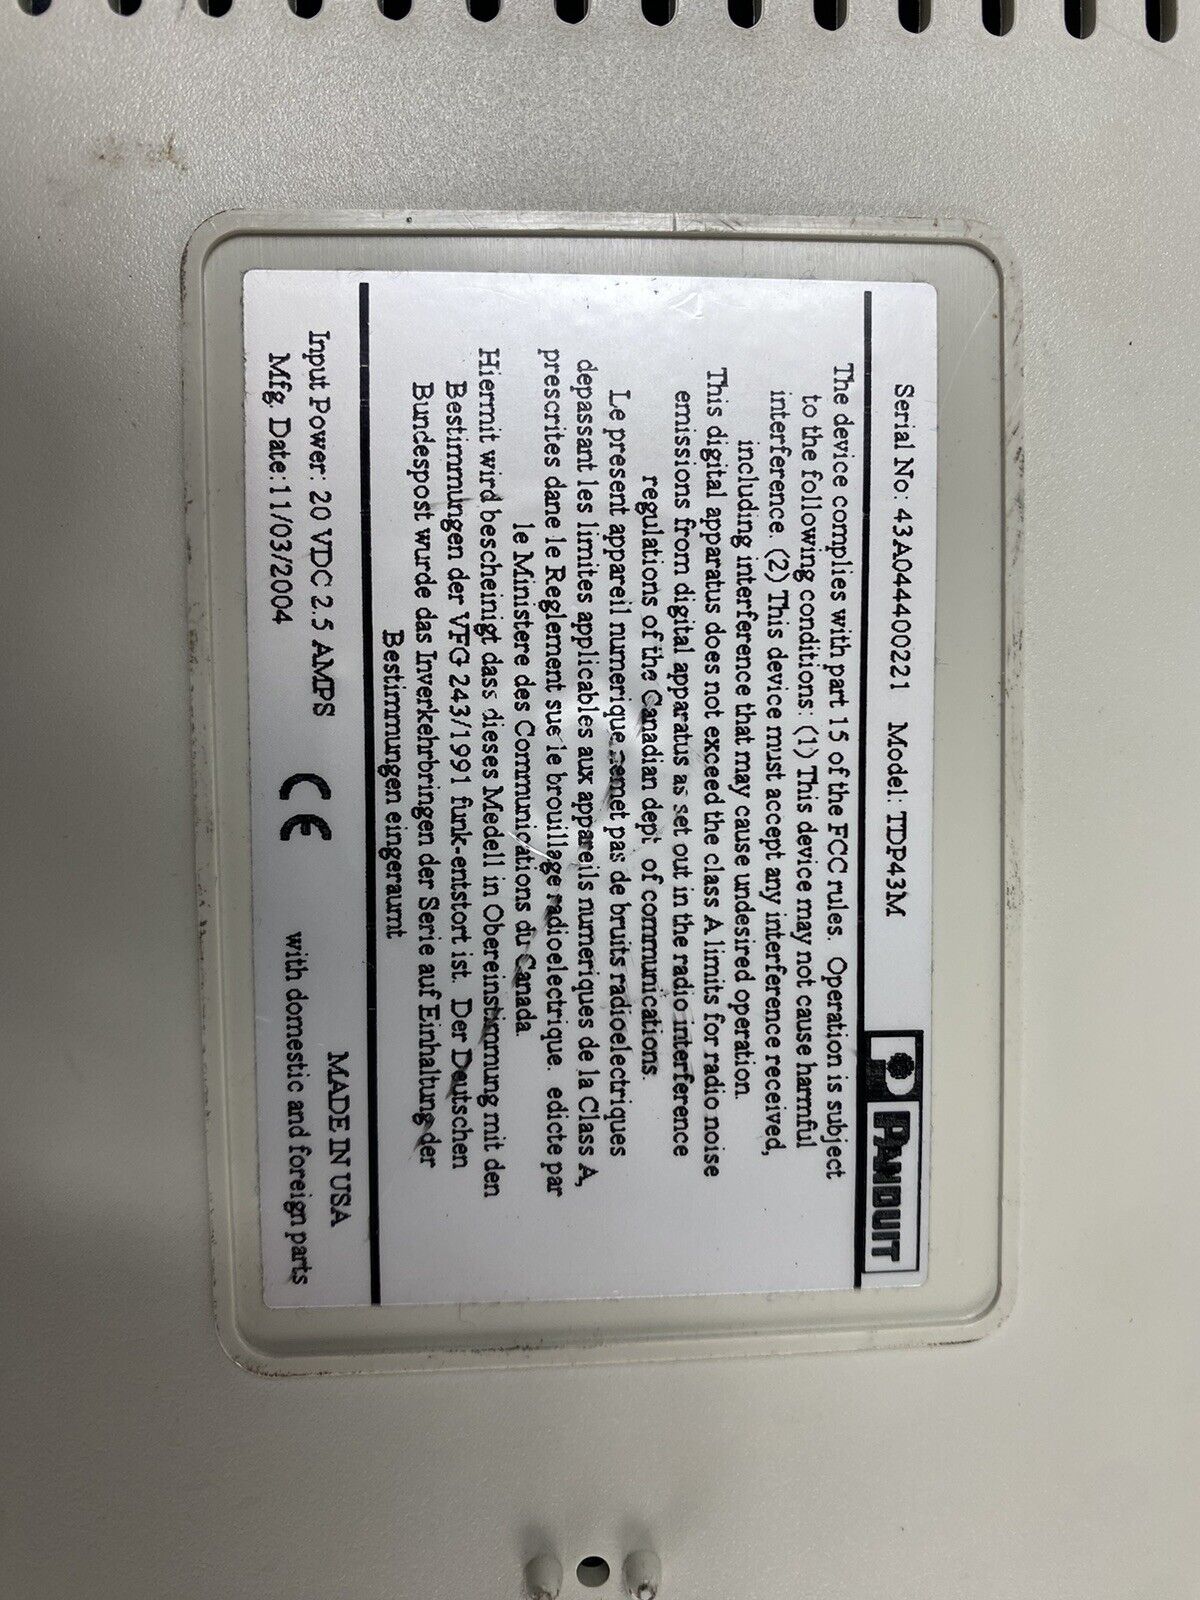 Serial No: 43A04400221 Model: TDP43M
PANDUIT
The device complies with part 15 of the FCC rules. Operation is subject
to the following conditions: (1) This device may not cause harmful
interference. (2) This device must accept any interference received,
including interference that may cause undesired operation.
This digital apparatus does not exceed the class A limits for radio noise
emissions from digital apparatus as set out in the radio interference
regulations of the Canadian dept. of communications.
Le present appareil numerique nemet pas de bruits radioelectriques
depassant les limites applicables aux appareils numeriques de la Class A,
prescrites dane le Reglement sue le brouillage radioelectrique. edicte par
le Ministere des Communications du Canada.
Hiermit wird bescheinigt dass dieses Medell in Obereinstimmung mit den
Bestimmungen der VFG 243/1991 funk-entstort ist. Der Deutschen
Bundespost wurde das Inverkehrbringen der Serie auf Einhaltung der
Bestimmungen eingeraumt
Input Power: 20 VDC 2.5 AMPS
Mfg. Date:11/03/2004
CE
MADE IN USA
with domestic and foreign parts